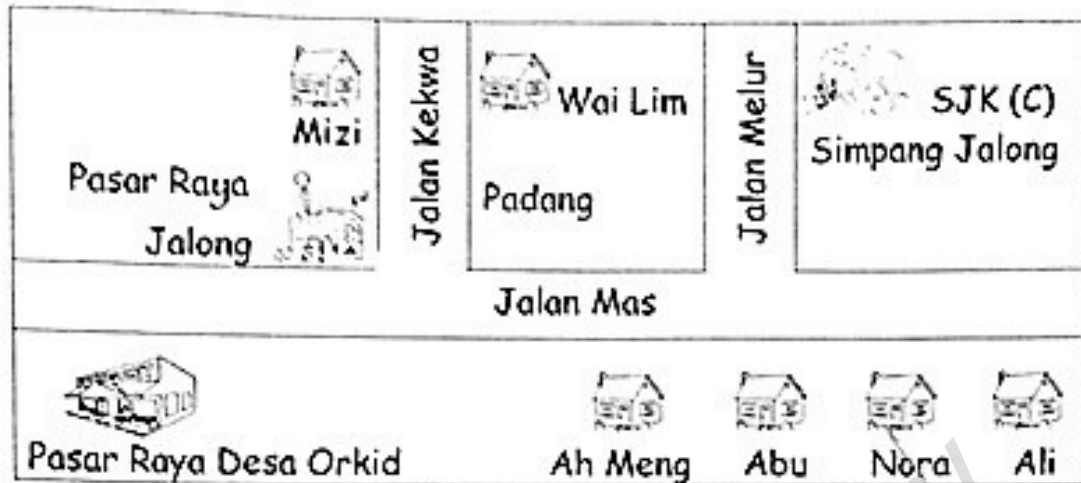 Mizi
Pasar Raya
Jalong
Jalan Kekwa
Wai Lim
Padang
Jalan Melur
SJK (C)
Simpang Jalong
Jalan Mas
Pasar Raya Desa Orkid
Ah Meng
Abu
Nora
Ali